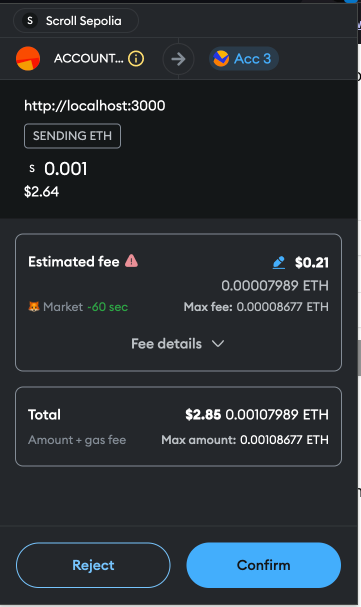 S Scroll Sepolia
ACCOUNT... Acc 3
http://localhost:3000
SENDING ETH
S 0.001
$2.64
Estimated fee $0.21
0.00007989 ETH
Market ~60 sec Max fee: 0.00008677 ETH
Fee details
Total $2.85 0.00107989 ETH
Amount + gas fee Max amount: 0.00108677 ETH
Reject Confirm